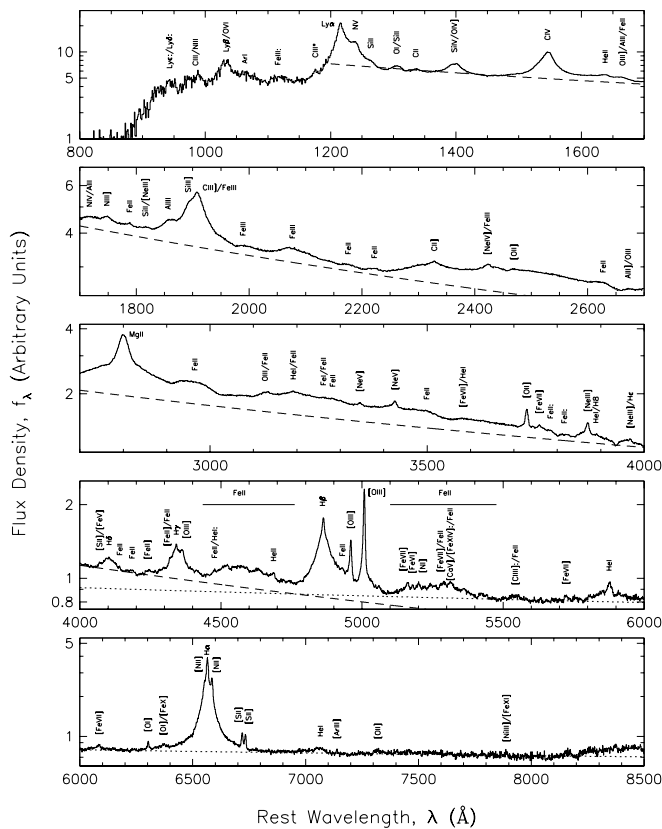 Flux Density, fλ (Arbitrary Units)
Lyε/Lyδ:
CIII/NIII
Lyβ/OVI
ArI
FeIII:
CIII*
Lyα
NV
SiII
OI/SiII
CII
SiIV/OIV]
CIV
HeII
OIII]/AlII/FeII
10
5
1
800 1000 1200 1400 1600
NIV/AlII
NIII]
FeII
SiII/[NeIII]
AlIII
SiIII]
CIII]/FeIII
FeIII
FeIII
FeII
FeII
CII]
[NeIV]/FeIII
[OII]
FeII
AlII]/OIII
6
4
1800 2000 2200 2400 2600
MgII
FeII
OIII/FeII
HeI/FeII
FeI/FeII
FeII
[NeV]
[NeV]
FeII
[FeVII]/HeI
[OII]
[FeVII]
FeII:
FeII:
[NeIII]
HeI/H8
[NeIII]/Hε
4
2
3000 3500 4000
[SII]/[FeV]
Hδ
FeII
FeII
[FeII]
[FeII]/FeII
Hγ
[OIII]
FeII/HeI:
FeII
HeII
Hβ
FeII
[OIII]
[OIII]
FeII
[FeVII]
[FeVI]
[NI]
[FeVII]/FeII
[CaV]/[FeXIV]:/FeII
[ClIII]:/FeII
[FeVII]
HeI
2
1
0.8
4000 4500 5000 5500 6000
[FeVII]
[OI]
[OI]/[FeX]
[NII]
Hα
[NII]
[SII]
[SII]
HeI
[ArIII]
[OII]
[NiIII]/[FeXI]
5
1
6000 6500 7000 7500 8000 8500
Rest Wavelength, λ (Å)